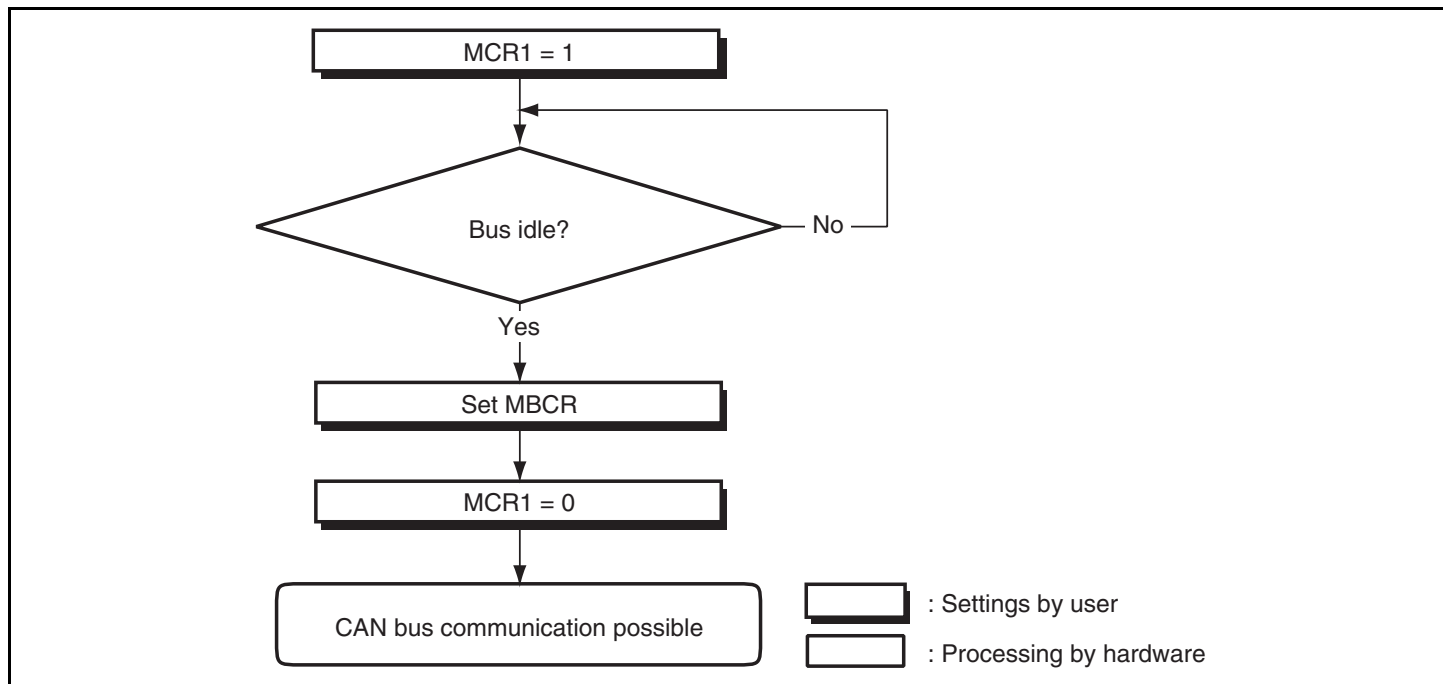 MCR1 = 1
Bus idle?
No
Yes
Set MBCR
MCR1 = 0
CAN bus communication possible
: Settings by user
: Processing by hardware